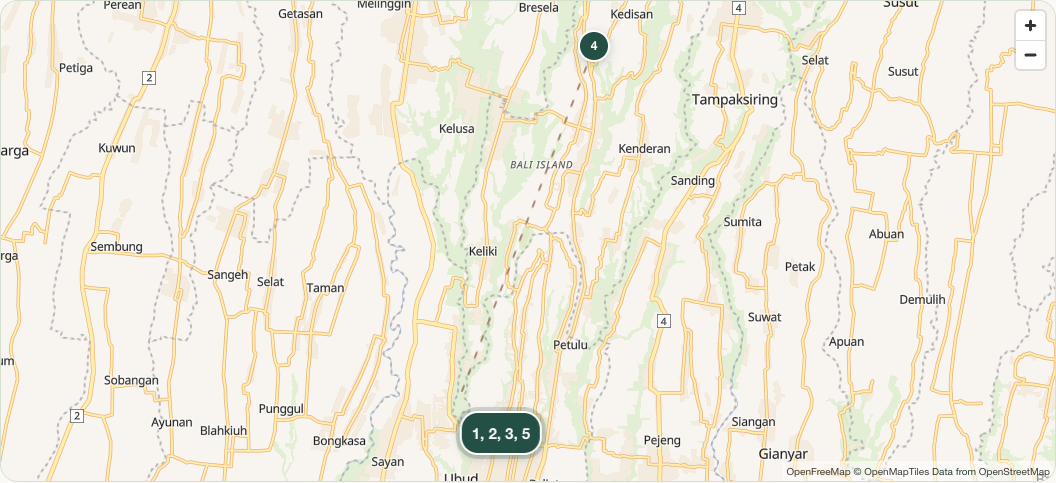 Perean
Getasan
Melinggih
Bresela
Kedisan
4
Susut
+
−
4
Petiga
2
Selat
Susut
Tampaksiring
Kelusa
Kuwun
arga
Kenderan
BALI ISLAND
Sanding
Sumita
Abuan
Sembung
Keliki
rga
Sangeh
Selat
Taman
Petak
Demulih
Suwat
4
Petulu
Apuan
um
Sobangan
Punggul
2
Ayunan
Blahkiuh
Bongkasa
1, 2, 3, 5
Siangan
Pejeng
Gianyar
Sayan
Ubud
OpenFreeMap © OpenMapTiles Data from OpenStreetMap